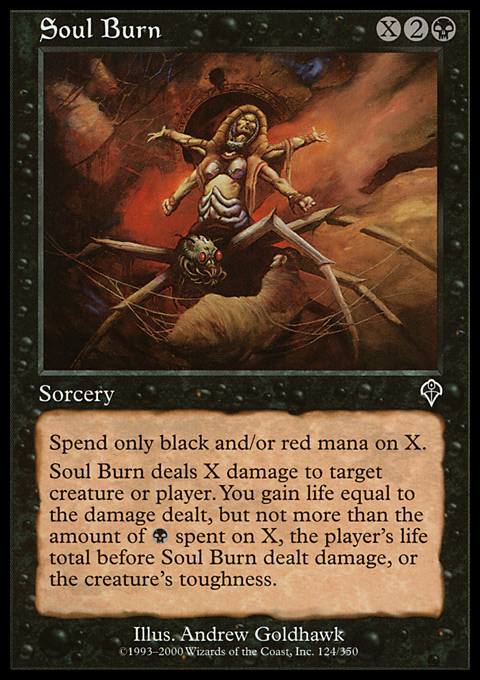 Soul Burn X 2
Sorcery
Spend only black and/or red mana on X.
Soul Burn deals X damage to target
creature or player. You gain life equal to
the damage dealt, but not more than the
amount of spent on X, the player's life
total before Soul Burn dealt damage, or
the creature's toughness.
Illus. Andrew Goldhawk
©1993–2000 Wizards of the Coast, Inc. 124/350